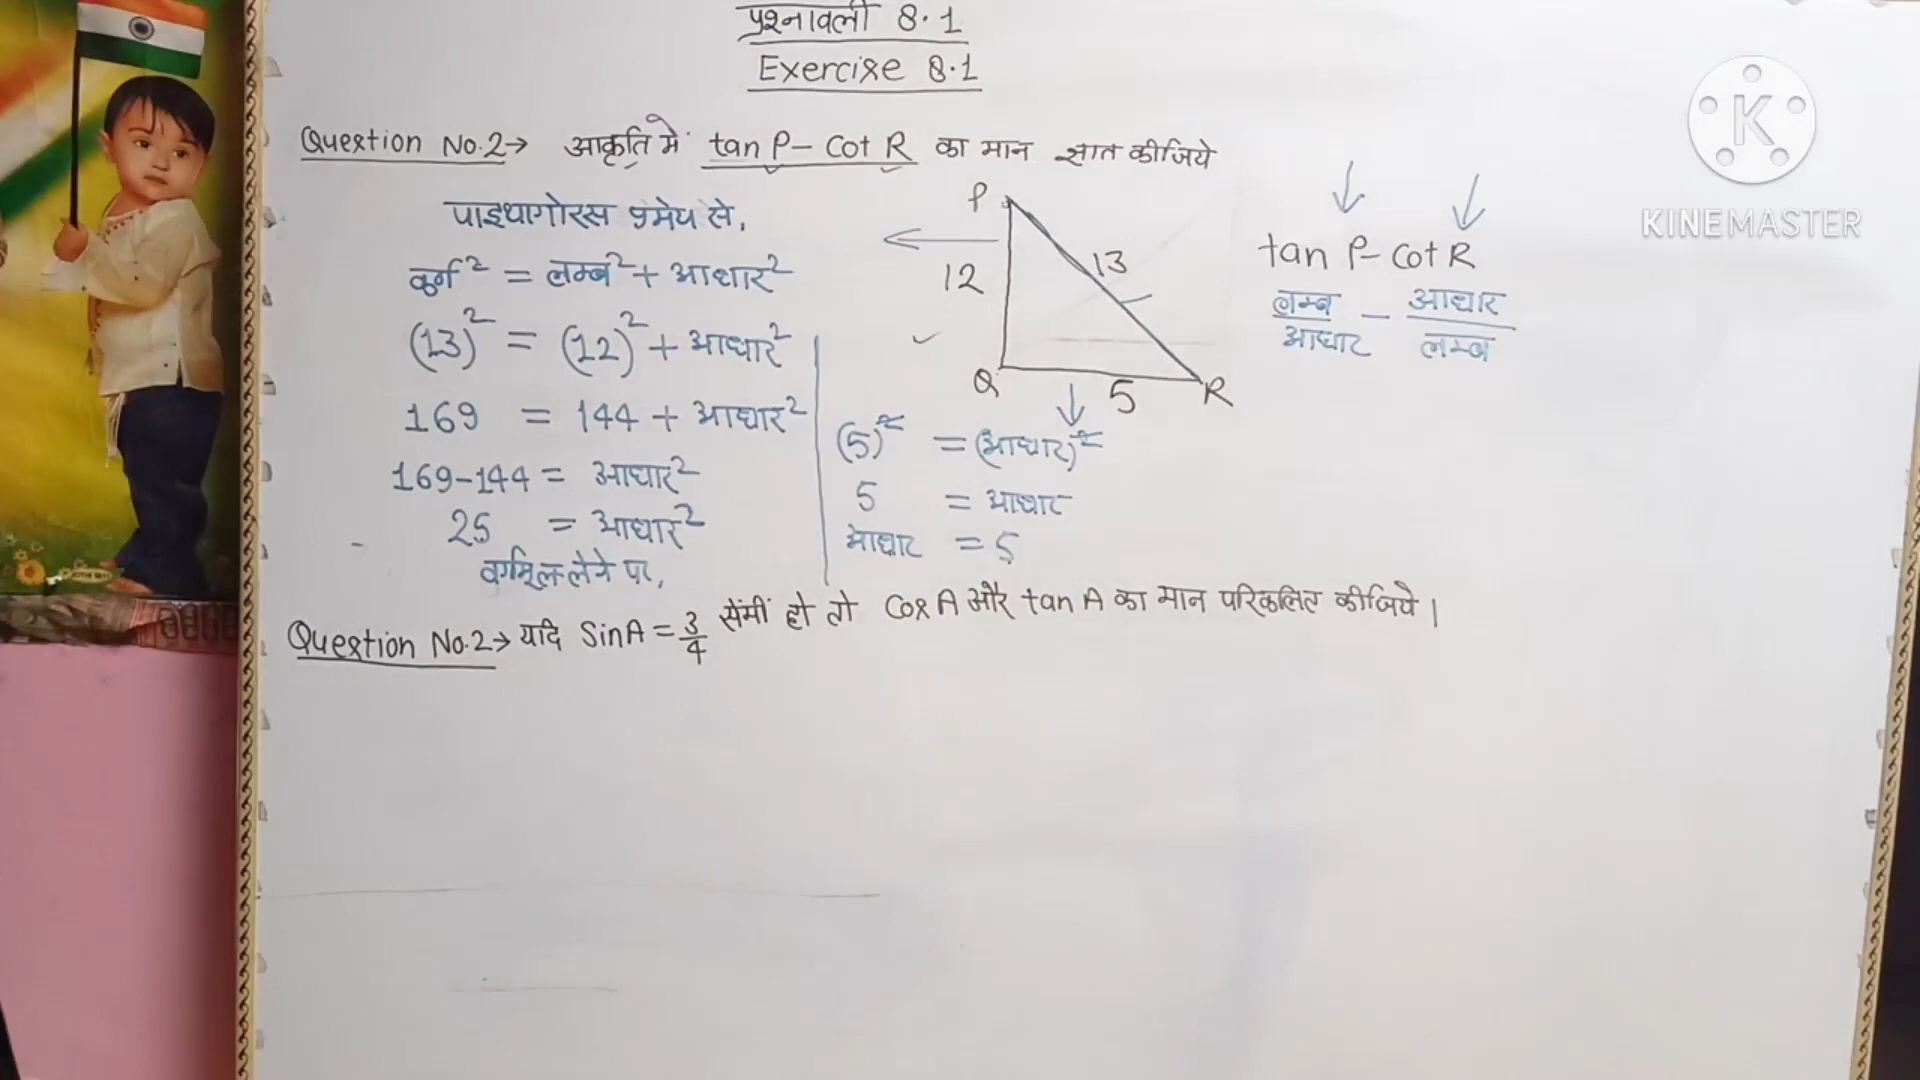 प्रश्नावली 8.1
Exercise 8.1
Question No.2→ आकृति में tan P – Cot R का मान ज्ञात कीजिये
पाइथागोरस प्रमेय से,
कर्ण² = लम्ब² + आधार²
(13)² = (12)² + आधार²
169 = 144 + आधार²
169-144 = आधार²
25 = आधार²
वर्गमूल लेने पर,
P
12
13
Q
5
R
(5)² = (आधार)²
5 = आधार
आधार = 5
tan P – Cot R
लम्ब/आधार – आधार/लम्ब
Question No.2→ यदि SinA = 3/4 सेंमीं हो तो Cos A और tan A का मान परिकलित कीजिये।
K
KINEMASTER